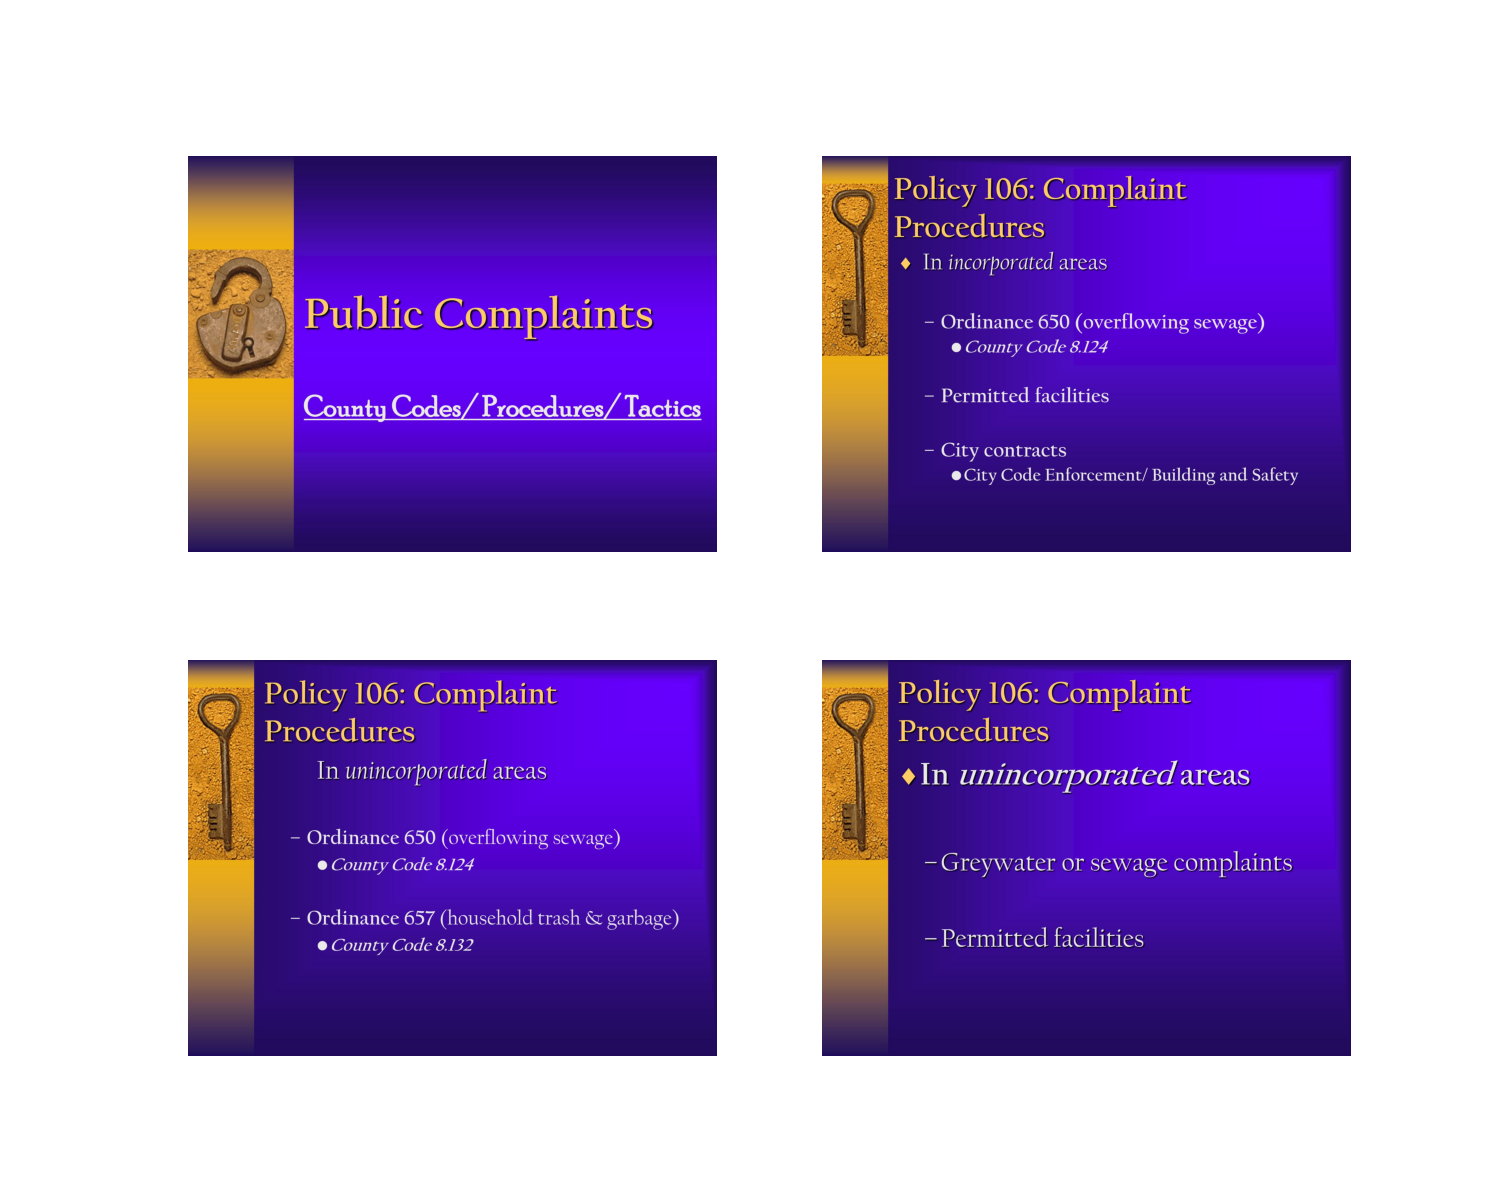 Public Complaints
County Codes/ Procedures/ Tactics
Policy 106: Complaint
Procedures
♦ In incorporated areas
– Ordinance 650 (overflowing sewage)
● County Code 8.124
– Permitted facilities
– City contracts
● City Code Enforcement/ Building and Safety
Policy 106: Complaint
Procedures
In unincorporated areas
– Ordinance 650 (overflowing sewage)
● County Code 8.124
– Ordinance 657 (household trash & garbage)
● County Code 8.132
Policy 106: Complaint
Procedures
♦ In unincorporated areas
– Greywater or sewage complaints
– Permitted facilities